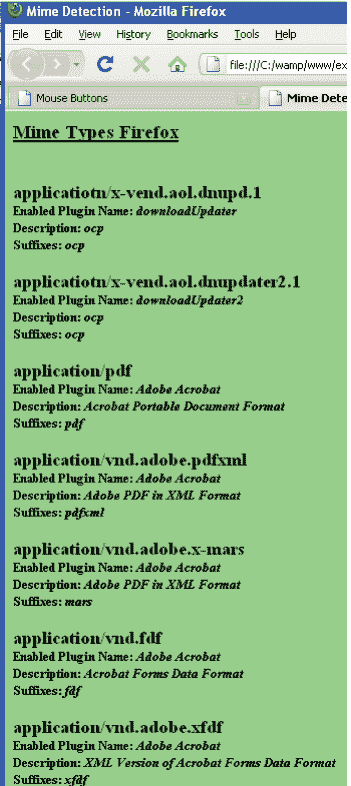 Mime Detection - Mozilla Firefox
File Edit View History Bookmarks Tools Help
file:///C:/wamp/www/ex
Mouse Buttons
Mime Dete
Mime Types Firefox
applicatiotn/x-vend.aol.dnupd.1
Enabled Plugin Name: downloadUpdater
Description: ocp
Suffixes: ocp
applicatiotn/x-vend.aol.dnupdater2.1
Enabled Plugin Name: downloadUpdater2
Description: ocp
Suffixes: ocp
application/pdf
Enabled Plugin Name: Adobe Acrobat
Description: Acrobat Portable Document Format
Suffixes: pdf
application/vnd.adobe.pdfxml
Enabled Plugin Name: Adobe Acrobat
Description: Adobe PDF in XML Format
Suffixes: pdfxml
application/vnd.adobe.x-mars
Enabled Plugin Name: Adobe Acrobat
Description: Adobe PDF in XML Format
Suffixes: mars
application/vnd.fdf
Enabled Plugin Name: Adobe Acrobat
Description: Acrobat Forms Data Format
Suffixes: fdf
application/vnd.adobe.xfdf
Enabled Plugin Name: Adobe Acrobat
Description: XML Version of Acrobat Forms Data Format
Suffixes: xfdf